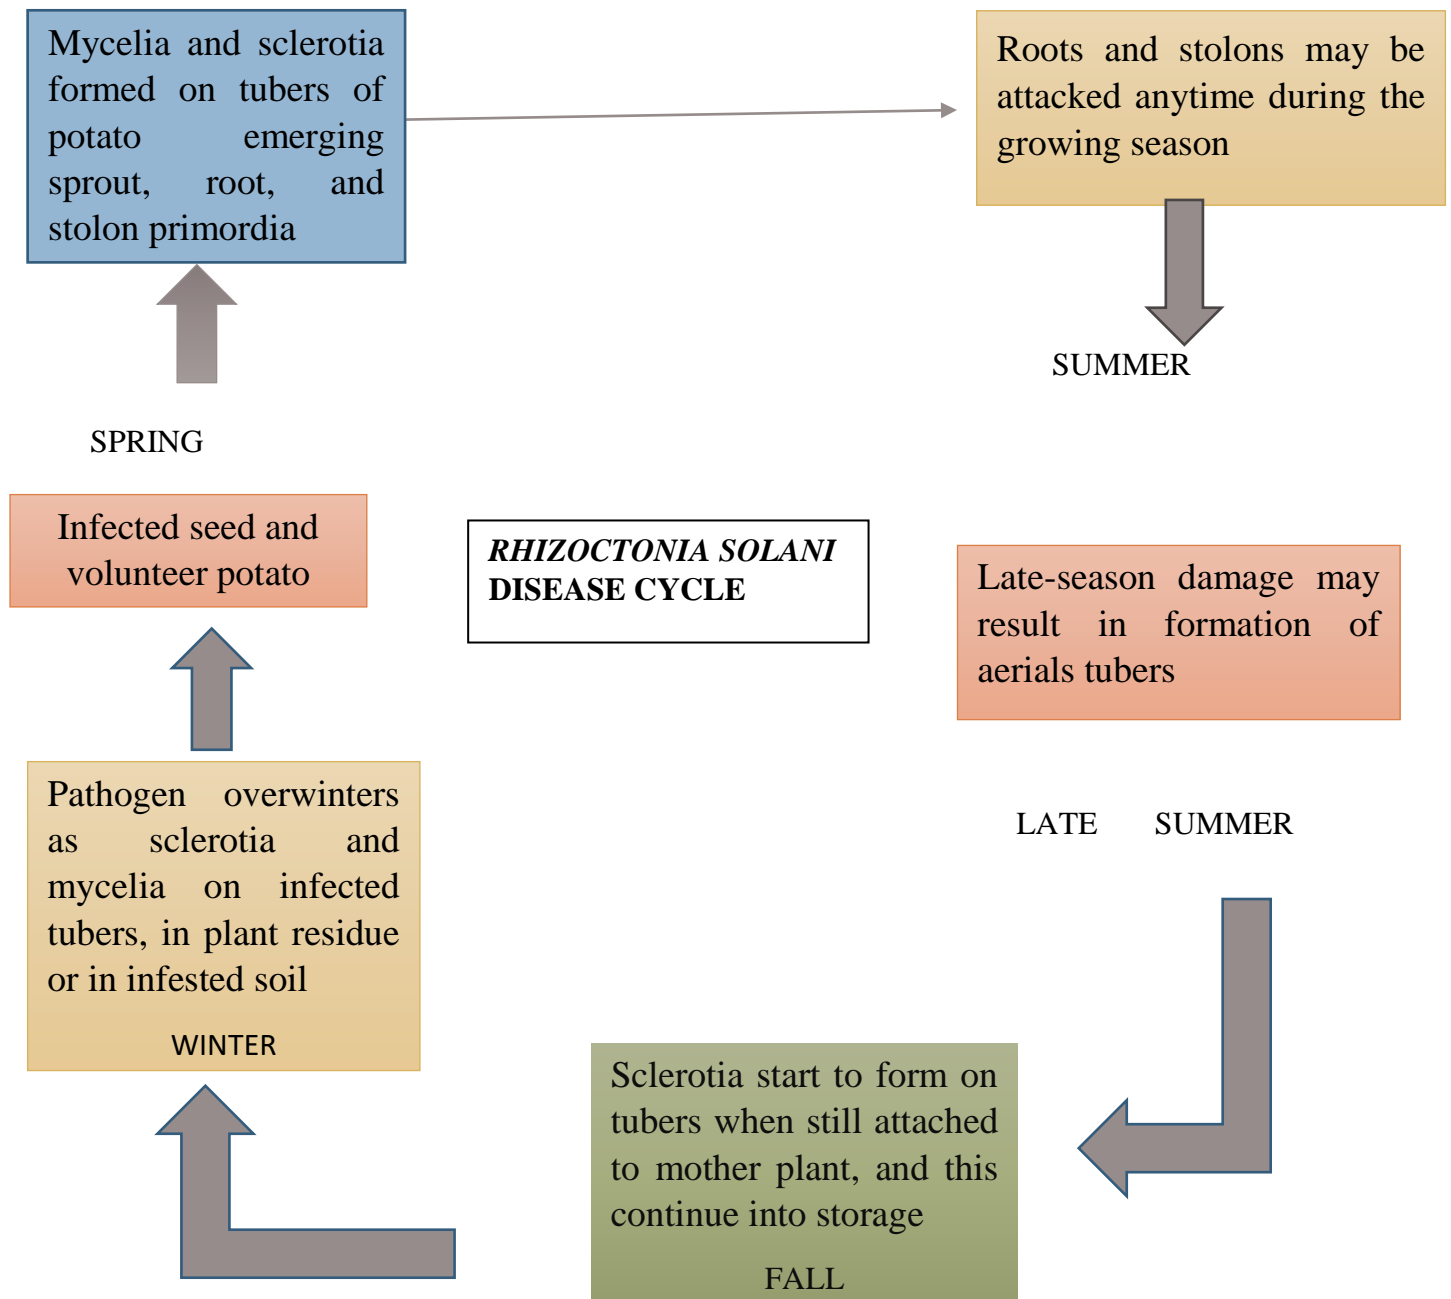 Mycelia and sclerotia
formed on tubers of
potato emerging
sprout, root, and
stolon primordia
Roots and stolons may be
attacked anytime during the
growing season
SUMMER
SPRING
Infected seed and
volunteer potato
RHIZOCTONIA SOLANI
DISEASE CYCLE
Late-season damage may
result in formation of
aerials tubers
LATE SUMMER
Pathogen overwinters
as sclerotia and
mycelia on infected
tubers, in plant residue
or in infested soil
WINTER
Sclerotia start to form on
tubers when still attached
to mother plant, and this
continue into storage
FALL